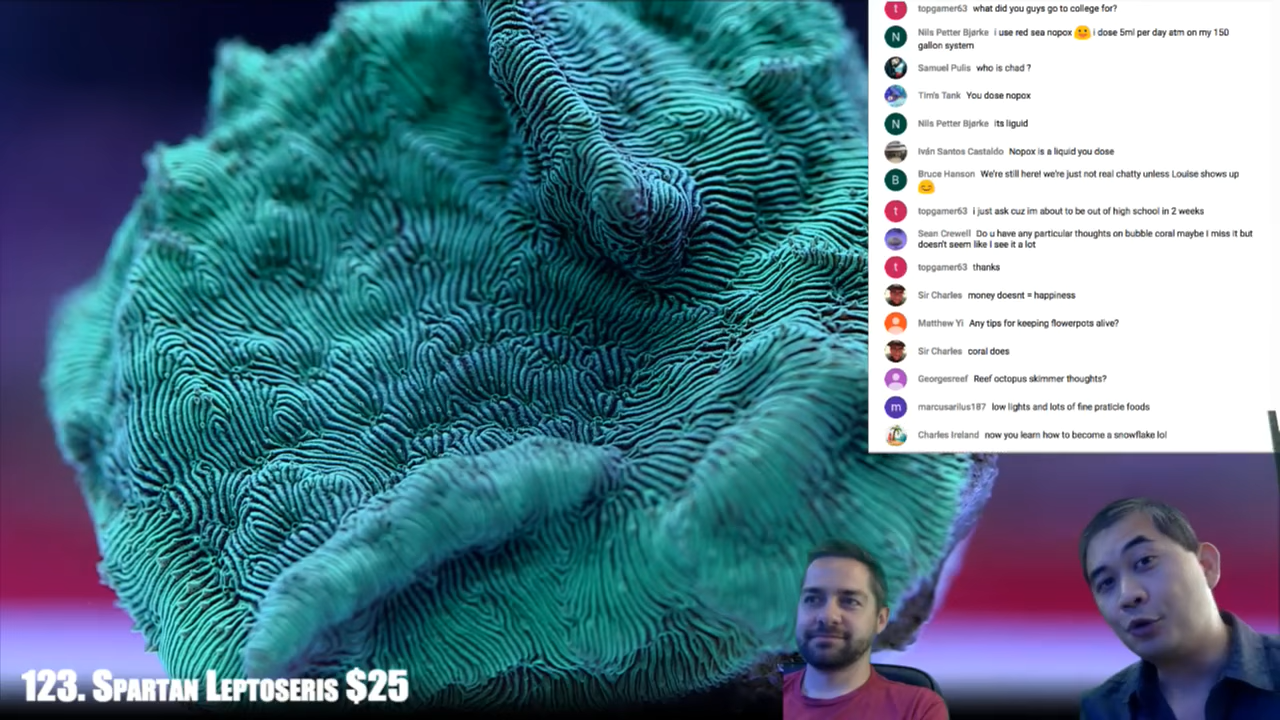 t topgamer63 what did you guys go to college for?
N Nils Petter Bjørke i use red sea nopox i dose 5ml per day atm on my 150
gallon system
Samuel Pulis who is chad ?
Tim's Tank You dose nopox
N Nils Petter Bjørke its liguid
Iván Santos Castaldo Nopox is a liquid you dose
B Bruce Hanson We're still here! we're just not real chatty unless Louise shows up
t topgamer63 i just ask cuz im about to be out of high school in 2 weeks
Sean Crewell Do u have any particular thoughts on bubble coral maybe I miss it but
doesn't seem like I see it a lot
t topgamer63 thanks
Sir Charles money doesnt = happiness
Matthew Yi Any tips for keeping flowerpots alive?
Sir Charles coral does
Georgesreef Reef octopus skimmer thoughts?
m marcusarilus187 low lights and lots of fine praticle foods
Charles Ireland now you learn how to become a snowflake lol
123. Spartan Leptoseris $25